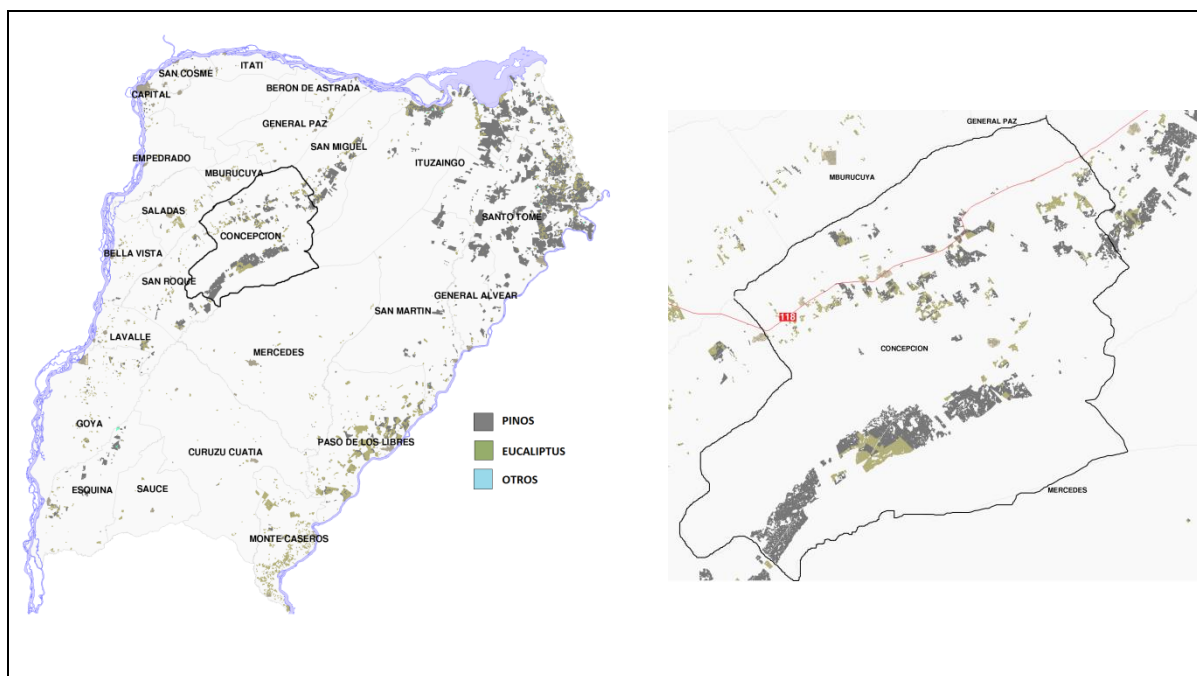 ITATI
SAN COSME
CAPITAL
BERON DE ASTRADA
GENERAL PAZ
SAN MIGUEL
EMPEDRADO
ITUZAINGO
MBURUCUYA
SALADAS
SANTO TOME
CONCEPCION
BELLA VISTA
SAN ROQUE
GENERAL ALVEAR
SAN MARTIN
LAVALLE
MERCEDES
GOYA
PASO DE LOS LIBRES
CURUZU CUATIA
ESQUINA
SAUCE
MONTE CASEROS
PINOS
EUCALIPTUS
OTROS
GENERAL PAZ
MBURUCUYA
118
CONCEPCION
MERCEDES